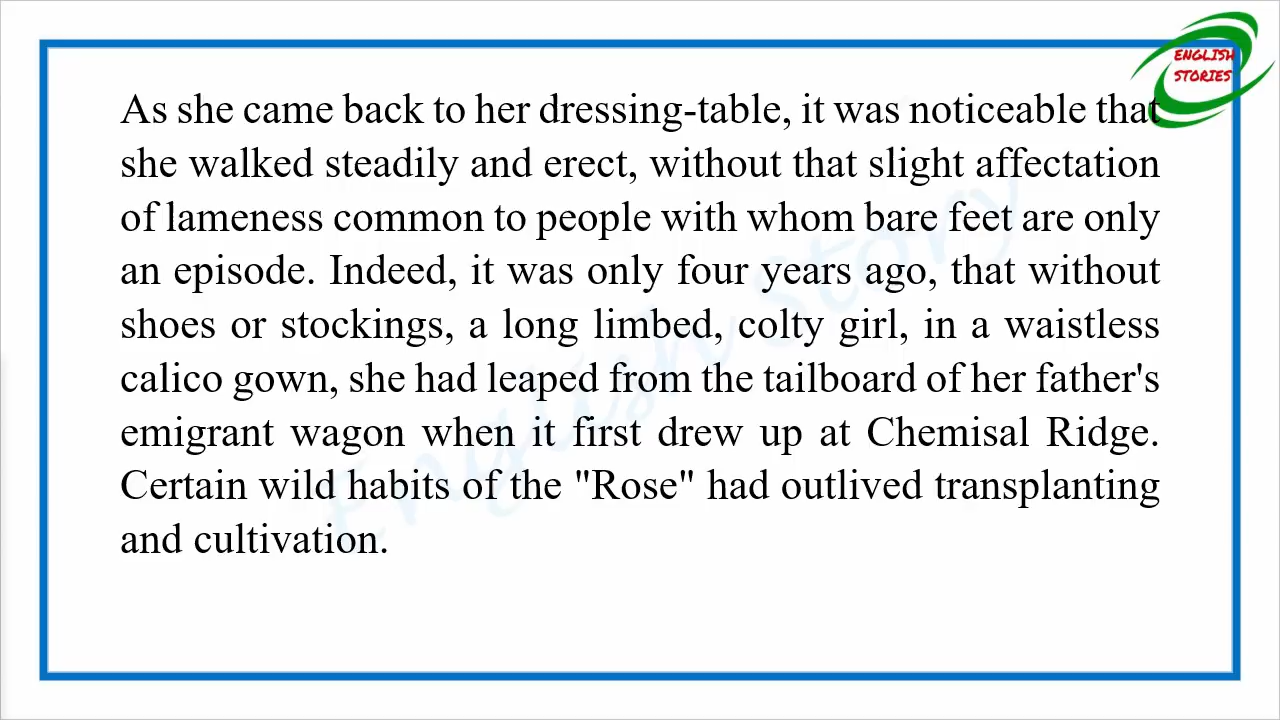 ENGLISH
STORIES
As she came back to her dressing-table, it was noticeable that
she walked steadily and erect, without that slight affectation
of lameness common to people with whom bare feet are only
an episode. Indeed, it was only four years ago, that without
shoes or stockings, a long limbed, colty girl, in a waistless
calico gown, she had leaped from the tailboard of her father's
emigrant wagon when it first drew up at Chemisal Ridge.
Certain wild habits of the "Rose" had outlived transplanting
and cultivation.
English story